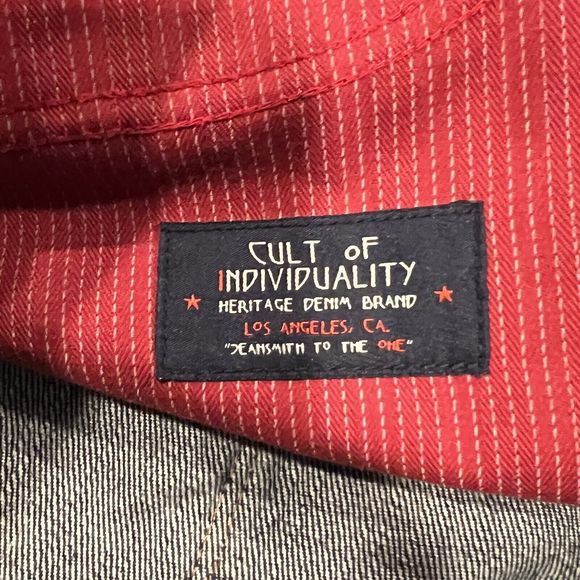 CULT OF
INDIVIDUALITY
HERITAGE DENIM BRAND
LOS ANGELES, CA.
"JEANSMITH TO THE ONE"